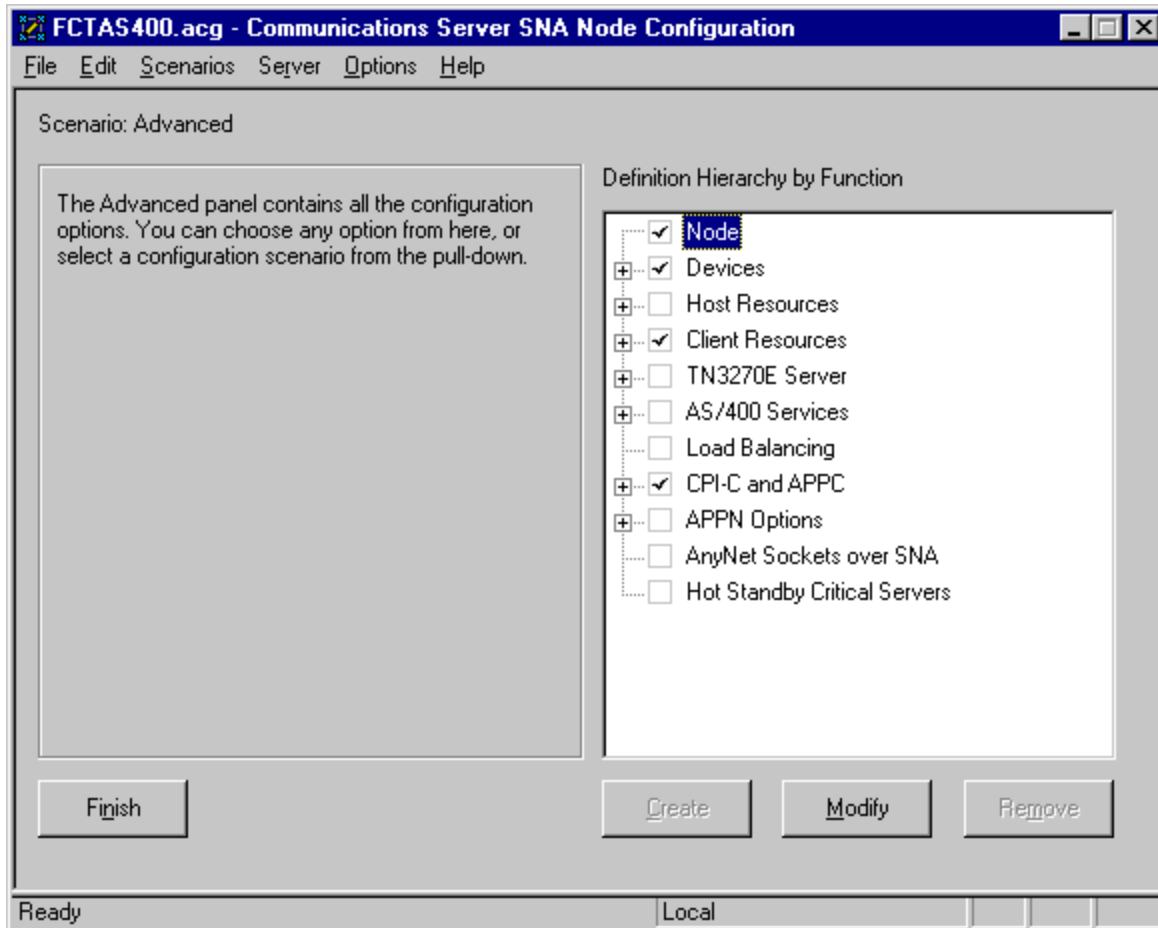 FCTAS400.acg - Communications Server SNA Node Configuration
File Edit Scenarios Server Options Help
Scenario: Advanced
The Advanced panel contains all the configuration
options. You can choose any option from here, or
select a configuration scenario from the pull-down.
Definition Hierarchy by Function
Node
Devices
Host Resources
Client Resources
TN3270E Server
AS/400 Services
Load Balancing
CPI-C and APPC
APPN Options
AnyNet Sockets over SNA
Hot Standby Critical Servers
Finish
Create
Modify
Remove
Ready
Local